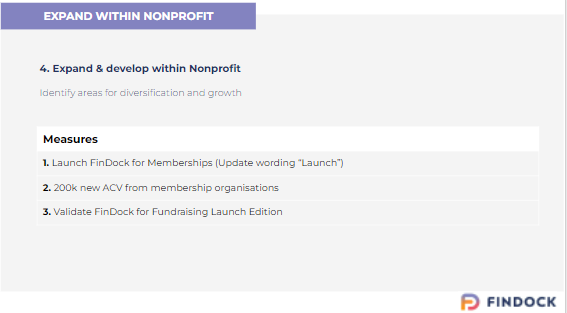 EXPAND WITHIN NONPROFIT
4. Expand & develop within Nonprofit
Identify areas for diversification and growth
Measures
1. Launch FinDock for Memberships (Update wording “Launch”)
2. 200k new ACV from membership organisations
3. Validate FinDock for Fundraising Launch Edition
FINDOCK